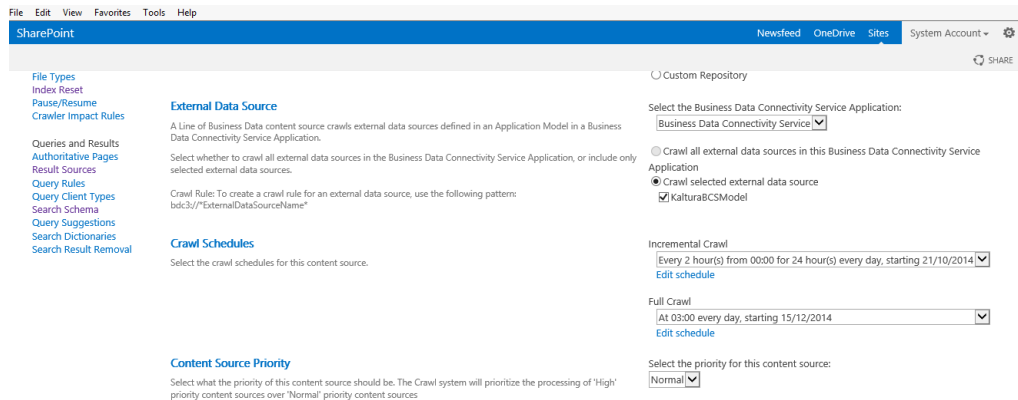 File Edit View Favorites Tools Help
SharePoint Newsfeed OneDrive Sites System Account
SHARE
File Types
Index Reset
Pause/Resume
Crawler Impact Rules
Queries and Results
Authoritative Pages
Result Sources
Query Rules
Query Client Types
Search Schema
Query Suggestions
Search Dictionaries
Search Result Removal
Custom Repository
External Data Source
A Line of Business Data content source crawls external data sources defined in an Application Model in a Business
Data Connectivity Service Application.
Select whether to crawl all external data sources in the Business Data Connectivity Service Application, or include only
selected external data sources.
Crawl Rule: To create a crawl rule for an external data source, use the following pattern:
bdc3://*ExternalDataSourceName*
Select the Business Data Connectivity Service Application:
Business Data Connectivity Service
Crawl all external data sources in this Business Data Connectivity Service
Application
Crawl selected external data source
KalturaBCSModel
Crawl Schedules
Select the crawl schedules for this content source.
Incremental Crawl
Every 2 hour(s) from 00:00 for 24 hour(s) every day, starting 21/10/2014
Edit schedule
Full Crawl
At 03:00 every day, starting 15/12/2014
Edit schedule
Content Source Priority
Select what the priority of this content source should be. The Crawl system will prioritize the processing of 'High'
priority content sources over 'Normal' priority content sources
Select the priority for this content source:
Normal